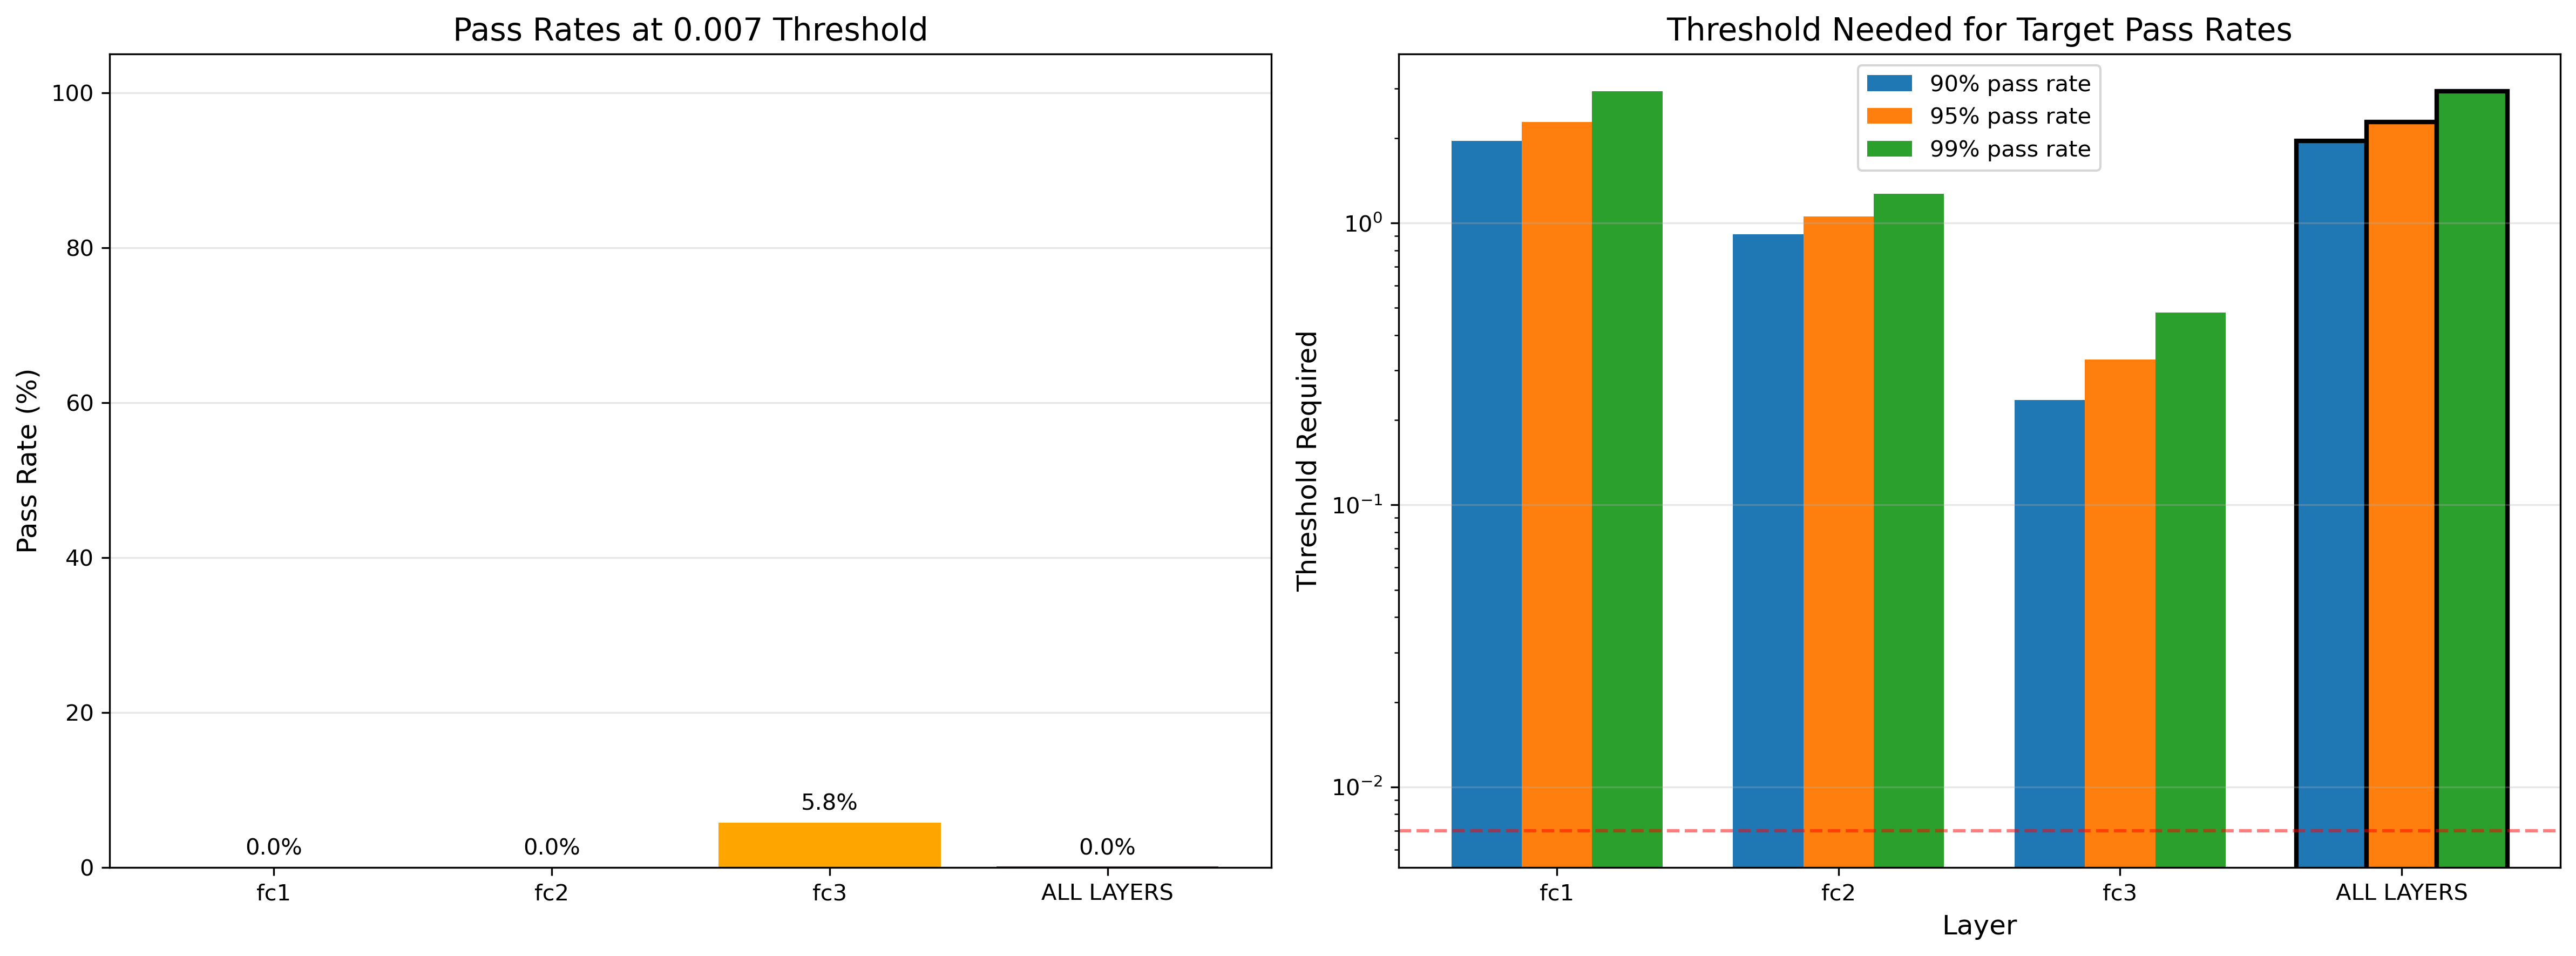 Pass Rates at 0.007 Threshold
Pass Rate (%)
100
80
60
40
20
0
0.0%
0.0%
5.8%
0.0%
fc1
fc2
fc3
ALL LAYERS
Threshold Needed for Target Pass Rates
Threshold Required
90% pass rate
95% pass rate
99% pass rate
10⁰
10⁻¹
10⁻²
fc1
fc2
fc3
ALL LAYERS
Layer